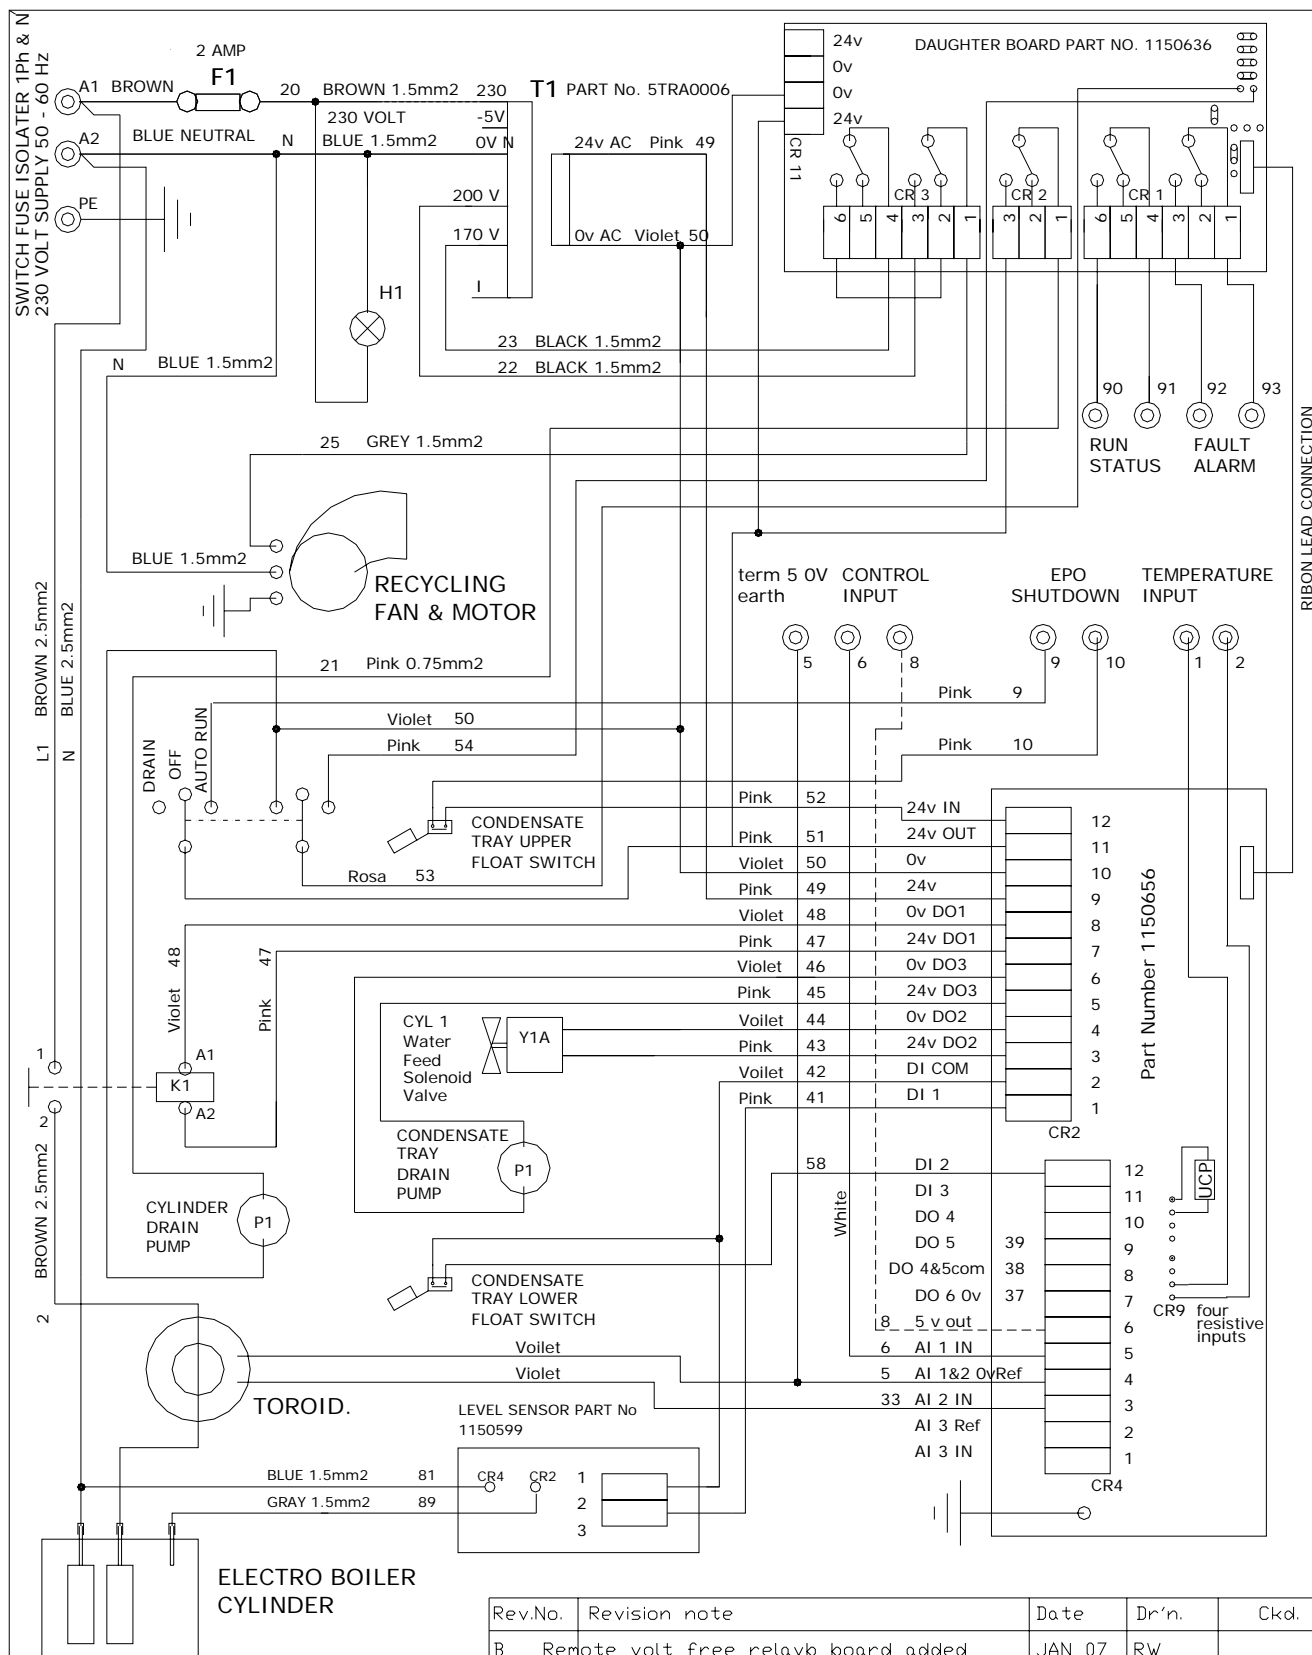 SWITCH FUSE ISOLATER 1Ph & N
230 VOLT SUPPLY 50 - 60 Hz
A1
BROWN
2 AMP
F1
20
BROWN 1.5mm2
230
T1
PART No. 5TRA0006
A2
BLUE NEUTRAL
N
230 VOLT
BLUE 1.5mm2
-5V
0V N
PE
200 V
170 V
I
24v AC
Pink
49
0v AC
Violet
50
H1
24v
0v
0v
24v
CR 11
DAUGHTER BOARD PART NO. 1150636
CR 3
6
5
4
3
2
1
CR 2
3
2
1
CR 1
6
5
4
3
2
1
23
BLACK 1.5mm2
22
BLACK 1.5mm2
N
BLUE 1.5mm2
25
GREY 1.5mm2
90
91
92
93
RUN
STATUS
FAULT
ALARM
RIBON LEAD CONNECTION
BLUE 1.5mm2
RECYCLING
FAN & MOTOR
term 5 0V
earth
CONTROL
INPUT
EPO
SHUTDOWN
TEMPERATURE
INPUT
5
6
8
9
10
1
2
L1
BROWN 2.5mm2
N
BLUE 2.5mm2
21
Pink 0.75mm2
Pink
9
Violet
50
Pink
54
Pink
10
DRAIN
OFF
AUTO RUN
CONDENSATE
TRAY UPPER
FLOAT SWITCH
Rosa
53
Pink
52
24v IN
12
Pink
51
24v OUT
11
Violet
50
0v
10
Pink
49
24v
9
Violet
48
0v DO1
8
Pink
47
24v DO1
7
Violet
46
0v DO3
6
Pink
45
24v DO3
5
Voilet
44
0v DO2
4
Pink
43
24v DO2
3
Voilet
42
DI COM
2
Pink
41
DI 1
1
CR2
Part Number 1150656
Violet
48
Pink
47
CYL 1
Water
Feed
Solenoid
Valve
Y1A
1
2
A1
K1
A2
CONDENSATE
TRAY
DRAIN
PUMP
P1
CYLINDER
DRAIN
PUMP
P1
BROWN 2.5mm2
2
White
58
DI 2
12
DI 3
11
DO 4
10
DO 5
39
9
DO 4&5com
38
8
DO 6 0v
37
7
8
5 v out
6
6
AI 1 IN
5
5
AI 1&2 0vRef
4
33
AI 2 IN
3
AI 3 Ref
2
AI 3 IN
1
CR4
UCP
CR9
four
resistive
inputs
CONDENSATE
TRAY LOWER
FLOAT SWITCH
Voilet
Violet
TOROID.
LEVEL SENSOR PART No
1150599
BLUE 1.5mm2
81
CR4
CR2
1
GRAY 1.5mm2
89
2
3
ELECTRO BOILER
CYLINDER
Rev.No.
Revision note
Date
Dr'n.
Ckd.
B
Remote volt free relayb board added
JAN 07
RW